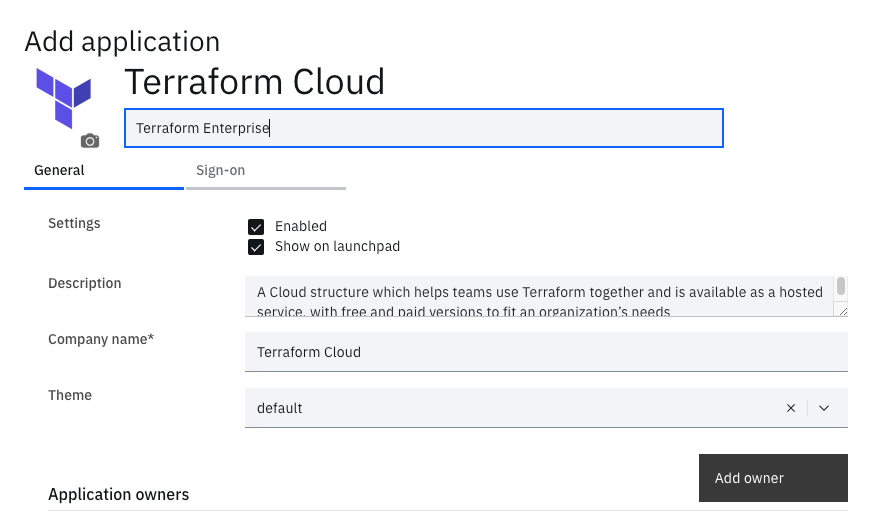 Add application
Terraform Cloud
Terraform Enterprise
General
Sign-on
Settings
Enabled
Show on launchpad
Description
A Cloud structure which helps teams use Terraform together and is available as a hosted
service, with free and paid versions to fit an organization's needs
Company name*
Terraform Cloud
Theme
default
Add owner
Application owners